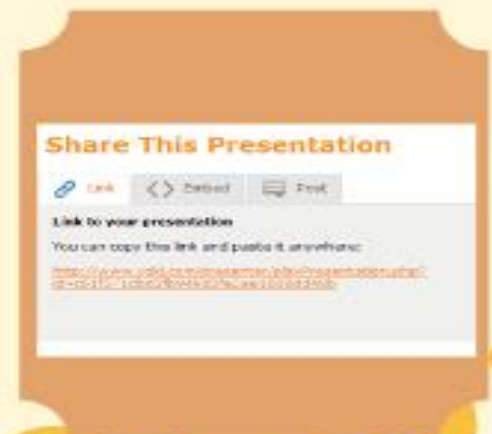 Share This Presentation
Link Embed Post
Link to your presentation
You can copy this link and paste it anywhere: